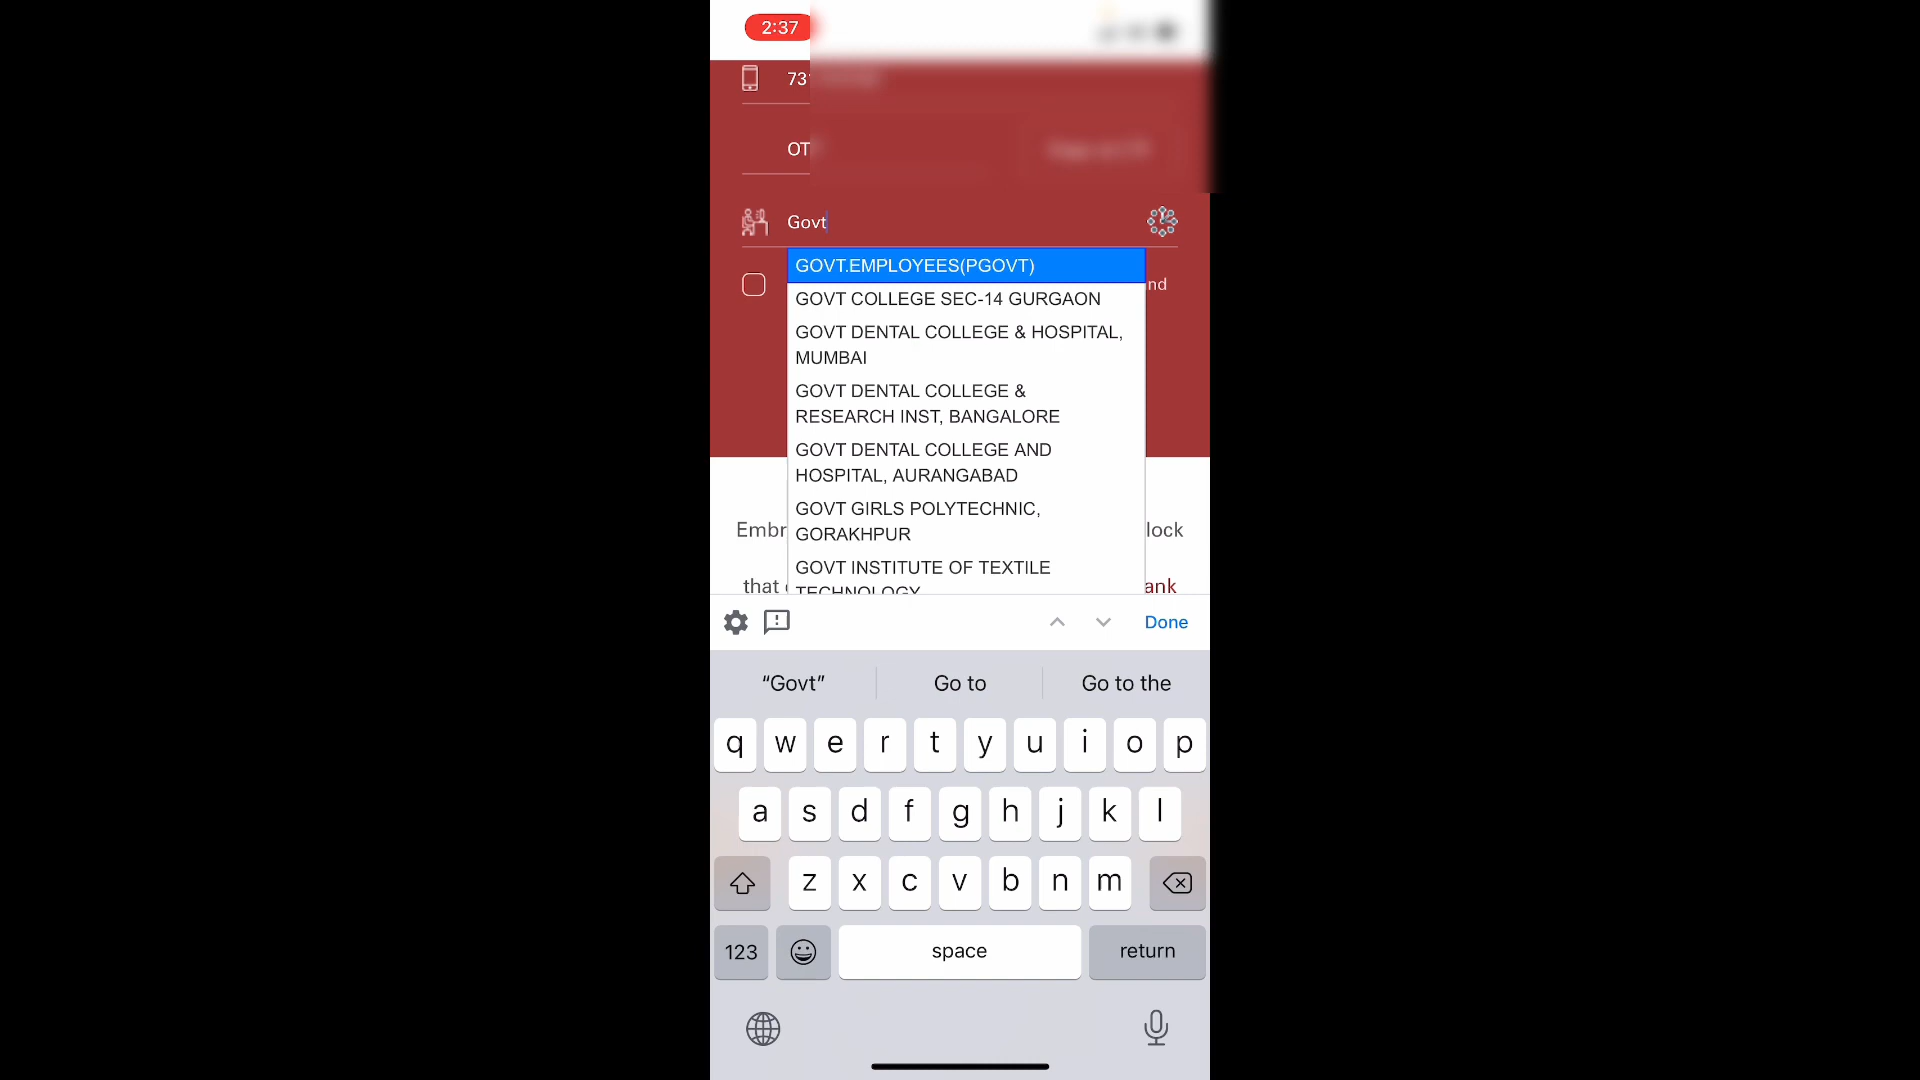 2:37
73
OT
Govt
GOVT.EMPLOYEES(PGOVT)
nd
GOVT COLLEGE SEC-14 GURGAON
GOVT DENTAL COLLEGE & HOSPITAL,
MUMBAI
GOVT DENTAL COLLEGE &
RESEARCH INST, BANGALORE
GOVT DENTAL COLLEGE AND
HOSPITAL, AURANGABAD
GOVT GIRLS POLYTECHNIC,
GORAKHPUR
Embr lock
GOVT INSTITUTE OF TEXTILE
TECHNOLOGY
that ank
Done
“Govt” Go to Go to the
q w e r t y u i o p
a s d f g h j k l
z x c v b n m
123 space return